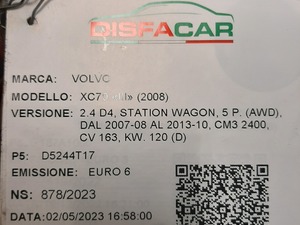 DISFACAR
MARCA: VOLVO
MODELLO: (2008)
VERSIONE: 2.4 D4, STATION WAGON, 5 P. (AWD),
DAL 2007-08 AL 2013-10, CM3 2400,
CV 163, KW. 120 (D)
P5: D5244T17
EMISSIONE: EURO 6
NS: 878/2023
DATA:02/05/2023 16:58:00